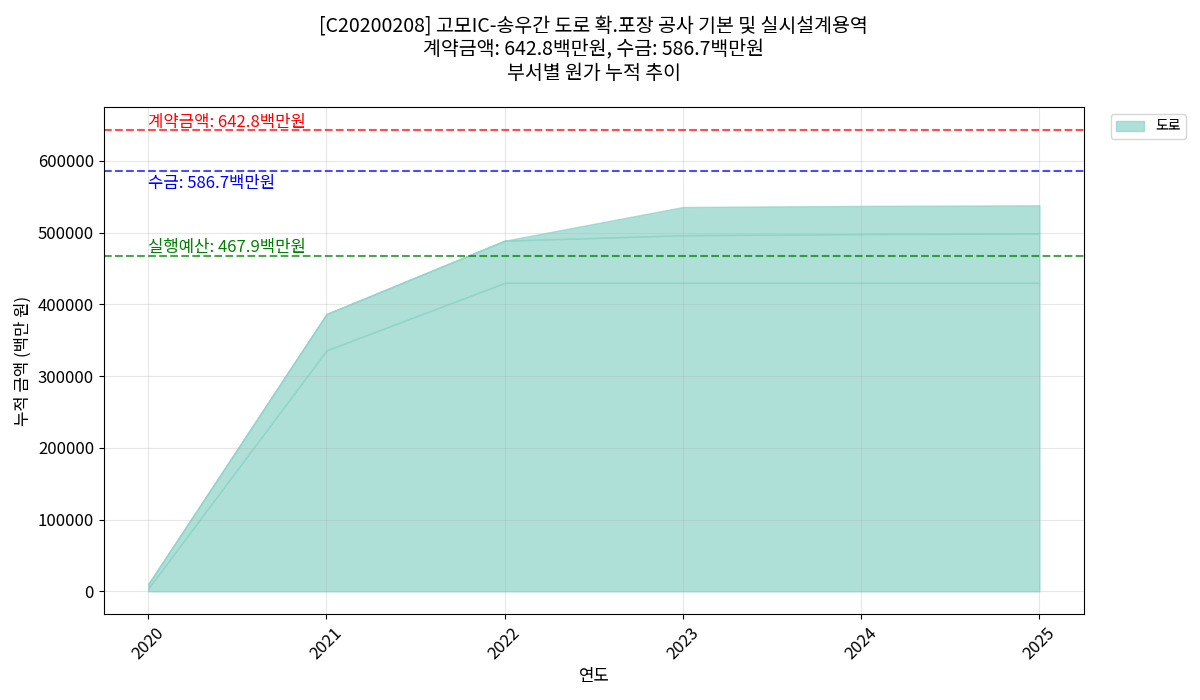 [C20200208] 고모IC-송우간 도로 확.포장 공사 기본 및 실시설계용역
계약금액: 642.8백만원, 수금: 586.7백만원
부서별 원가 누적 추이
계약금액: 642.8백만원
도로
600000
수금: 586.7백만원
500000
실행예산: 467.9백만원
400000
누적 금액 (백만 원)
300000
200000
100000
0
2020
2021
2022
2023
2024
2025
연도